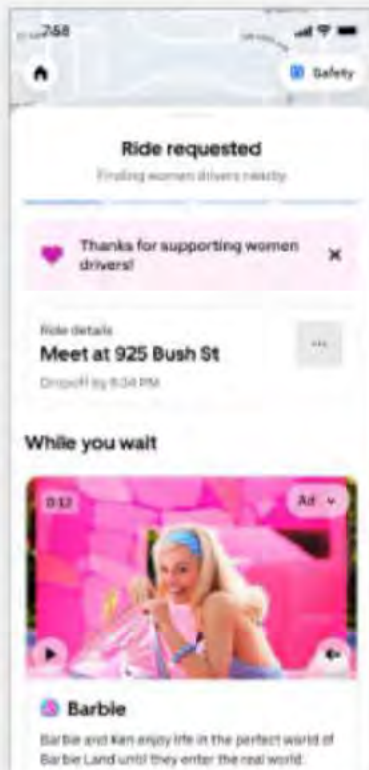 7:58
Safety
Ride requested
Finding women drivers nearby
Thanks for supporting women
drivers!
Ride details
Meet at 925 Bush St
Dropoff by 8:34 PM
While you wait
0:12
Ad
Barbie
Barbie and Ken enjoy life in the perfect world of
Barbie Land until they enter the real world.